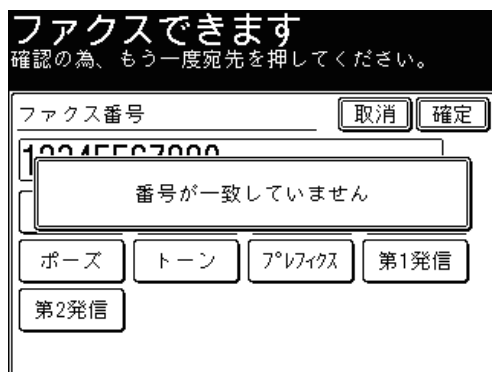 ファクスできます
確認の為、もう一度宛先を押してください。
ファクス番号 取消 確定
番号が一致していません
ポーズ トーン ﾌﾟﾚﾌｨｸｽ 第1発信
第2発信